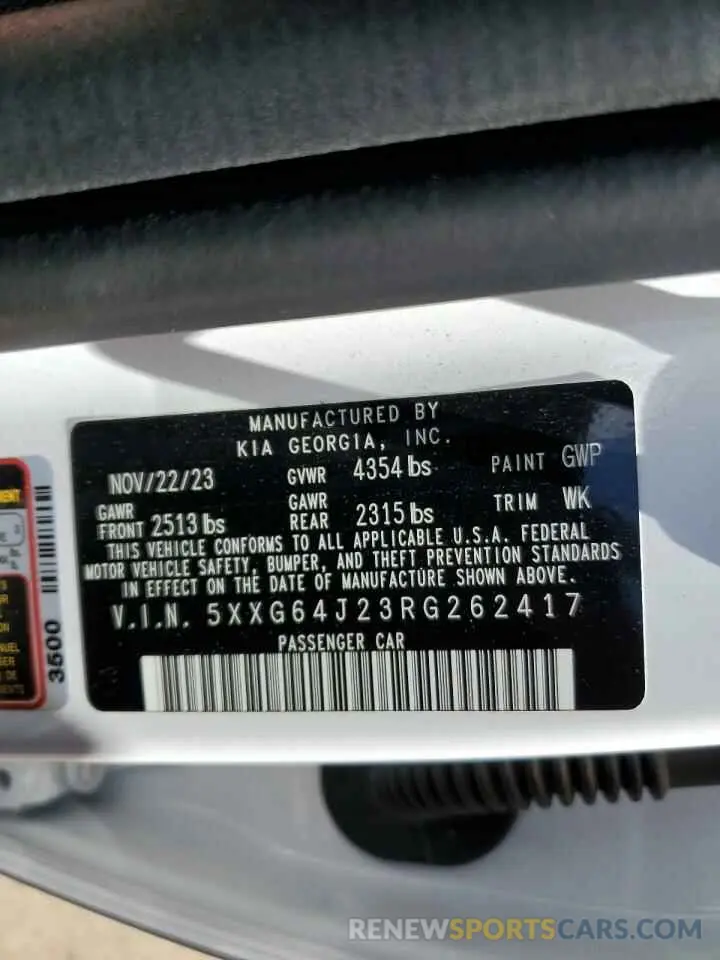 MANUFACTURED BY
KIA GEORGIA, INC.
NOV/22/23 GVWR 4354 lbs PAINT GWP
GAWR FRONT 2513 lbs GAWR REAR 2315 lbs TRIM WK
THIS VEHICLE CONFORMS TO ALL APPLICABLE U.S.A. FEDERAL
MOTOR VEHICLE SAFETY, BUMPER, AND THEFT PREVENTION STANDARDS
IN EFFECT ON THE DATE OF MANUFACTURE SHOWN ABOVE.
V.I.N. 5XXG64J23RG262417
PASSENGER CAR
3500
RENEWSPORTSCARS.COM